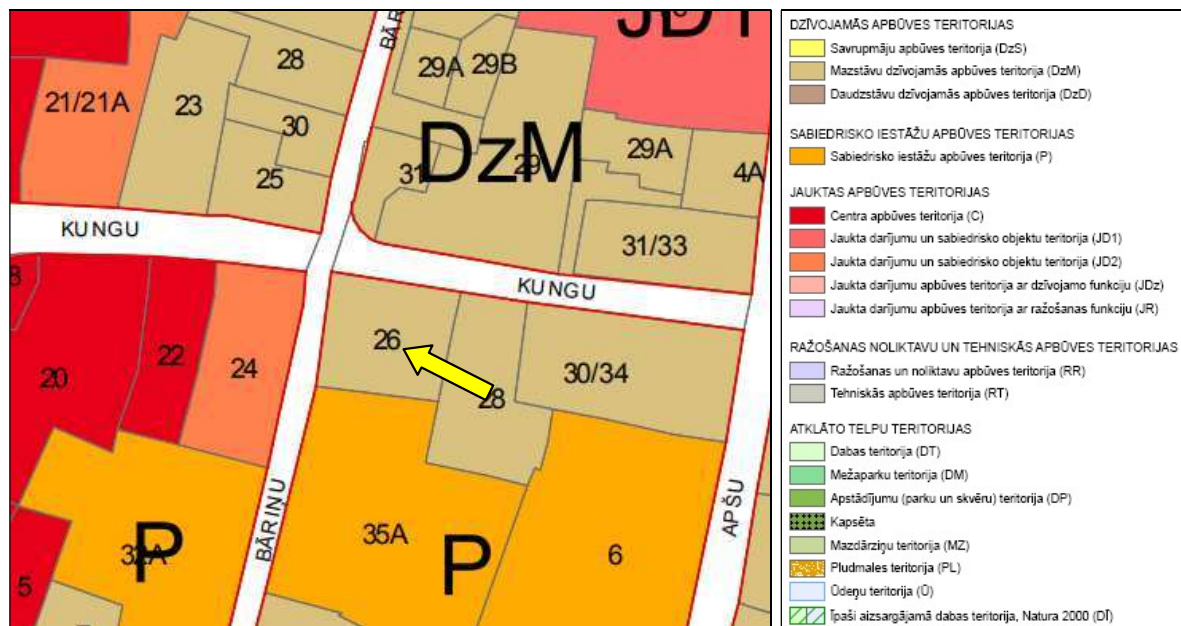 JD1
BĀR
28
29A
29B
21/21A
23
30
DzM
29
29A
31
25
4A
KUNGU
31/33
KUNGU
26
22
24
20
30/34
28
BĀRIŅU
35A
APŠU
P
32A
P
6
5
DZĪVOJAMĀS APBŪVES TERITORIJAS
Savrupmāju apbūves teritorija (DzS)
Mazstāvu dzīvojamās apbūves teritorija (DzM)
Daudzstāvu dzīvojamās apbūves teritorija (DzD)
SABIEDRISKO IESTĀŽU APBŪVES TERITORIJAS
Sabiedrisko iestāžu apbūves teritorija (P)
JAUKTAS APBŪVES TERITORIJAS
Centra apbūves teritorija (C)
Jaukta darījumu un sabiedrisko objektu teritorija (JD1)
Jaukta darījumu un sabiedrisko objektu teritorija (JD2)
Jaukta darījumu apbūves teritorija ar dzīvojamo funkciju (JDz)
Jaukta darījumu apbūves teritorija ar ražošanas funkciju (JR)
RAŽOŠANAS NOLIKTAVU UN TEHNISKĀS APBŪVES TERITORIJAS
Ražošanas un noliktavu apbūves teritorija (RR)
Tehniskās apbūves teritorija (RT)
ATKLĀTO TELPU TERITORIJAS
Dabas teritorija (DT)
Mežaparku teritorija (DM)
Apstādījumu (parku un skvēru) teritorija (DP)
Kapsēta
Mazdārziņu teritorija (MZ)
Pludmales teritorija (PL)
Ūdeņu teritorija (Ū)
Īpaši aizsargājamā dabas teritorija, Natura 2000 (DĪ)